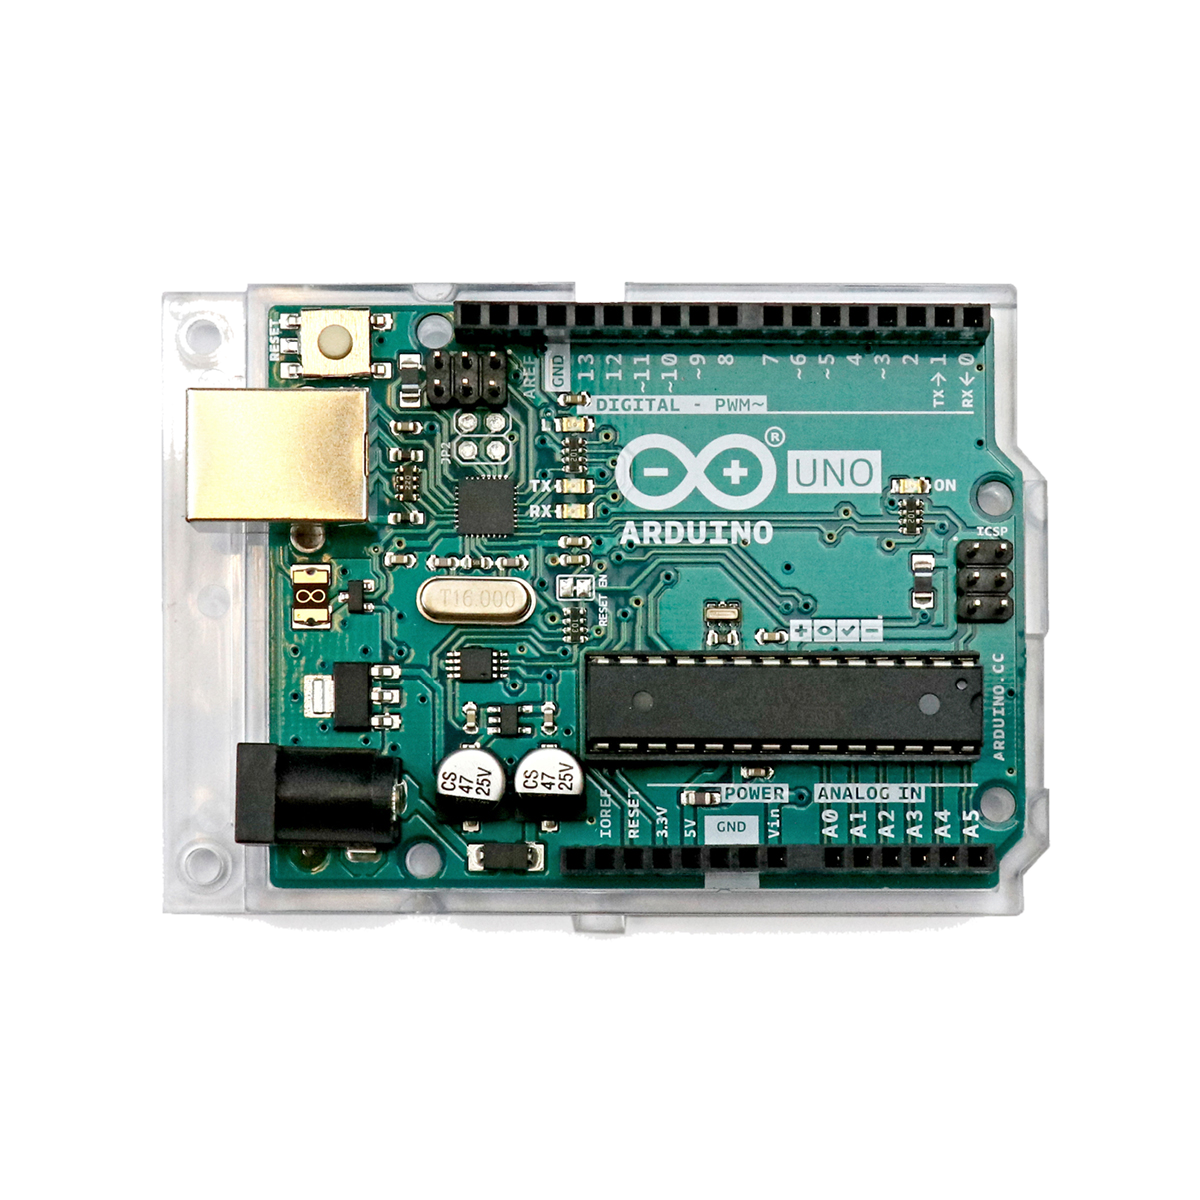 RESET
AREF
GND
13
12
~11
~10
~9
8
7
~6
~5
4
~3
2
TX→1
RX←0
DIGITAL - PWM~
JP2
L
TX
RX
®
UNO
ARDUINO
ON
ICSP
T16.000
RESET EN
8
ARDUINO.CC
CS
47
25V
CS
47
25V
POWER
ANALOG IN
IOREF
RESET
3.3V
5V
GND
Vin
A0
A1
A2
A3
A4
A5